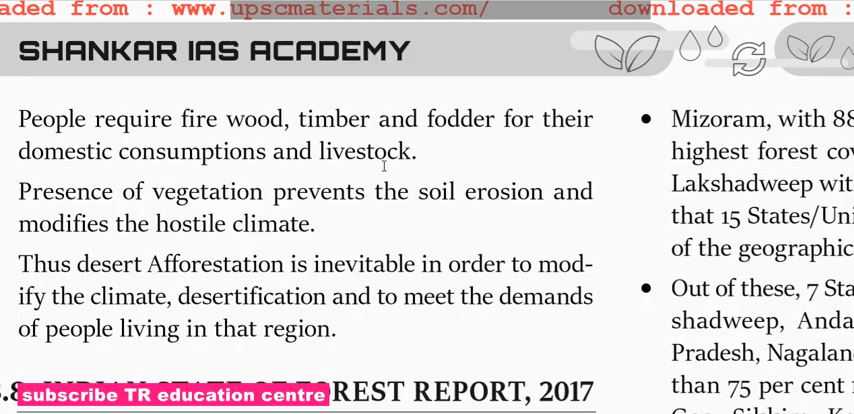 aded from : www.upscmaterials.com/ downloaded from :
SHANKAR IAS ACADEMY
People require fire wood, timber and fodder for their
domestic consumptions and livestock.
Presence of vegetation prevents the soil erosion and
modifies the hostile climate.
Thus desert Afforestation is inevitable in order to mod-
ify the climate, desertification and to meet the demands
of people living in that region.
REST REPORT, 2017
subscribe TR education centre
• Mizoram, with 88
highest forest cov
Lakshadweep with
that 15 States/Uni
of the geographic
• Out of these, 7 Sta
shadweep, Anda
Pradesh, Nagalan
than 75 per cent